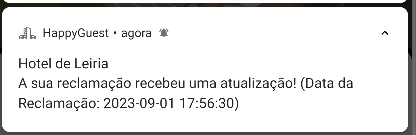 HappyGuest • agora
Hotel de Leiria
A sua reclamação recebeu uma atualização! (Data da
Reclamação: 2023-09-01 17:56:30)